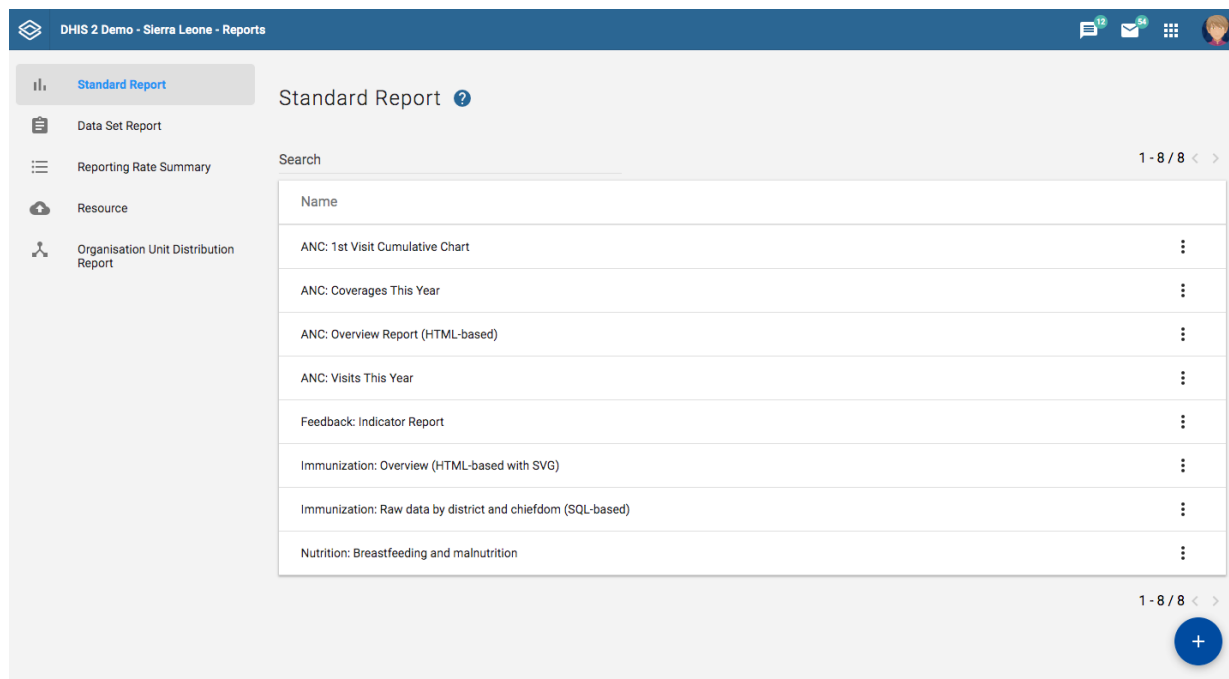 DHIS 2 Demo - Sierra Leone - Reports
12
54
Standard Report
Data Set Report
Reporting Rate Summary
Resource
Organisation Unit Distribution
Report
Standard Report ?
Search
1 - 8 / 8 < >
Name
ANC: 1st Visit Cumulative Chart
ANC: Coverages This Year
ANC: Overview Report (HTML-based)
ANC: Visits This Year
Feedback: Indicator Report
Immunization: Overview (HTML-based with SVG)
Immunization: Raw data by district and chiefdom (SQL-based)
Nutrition: Breastfeeding and malnutrition
1 - 8 / 8 < >
+